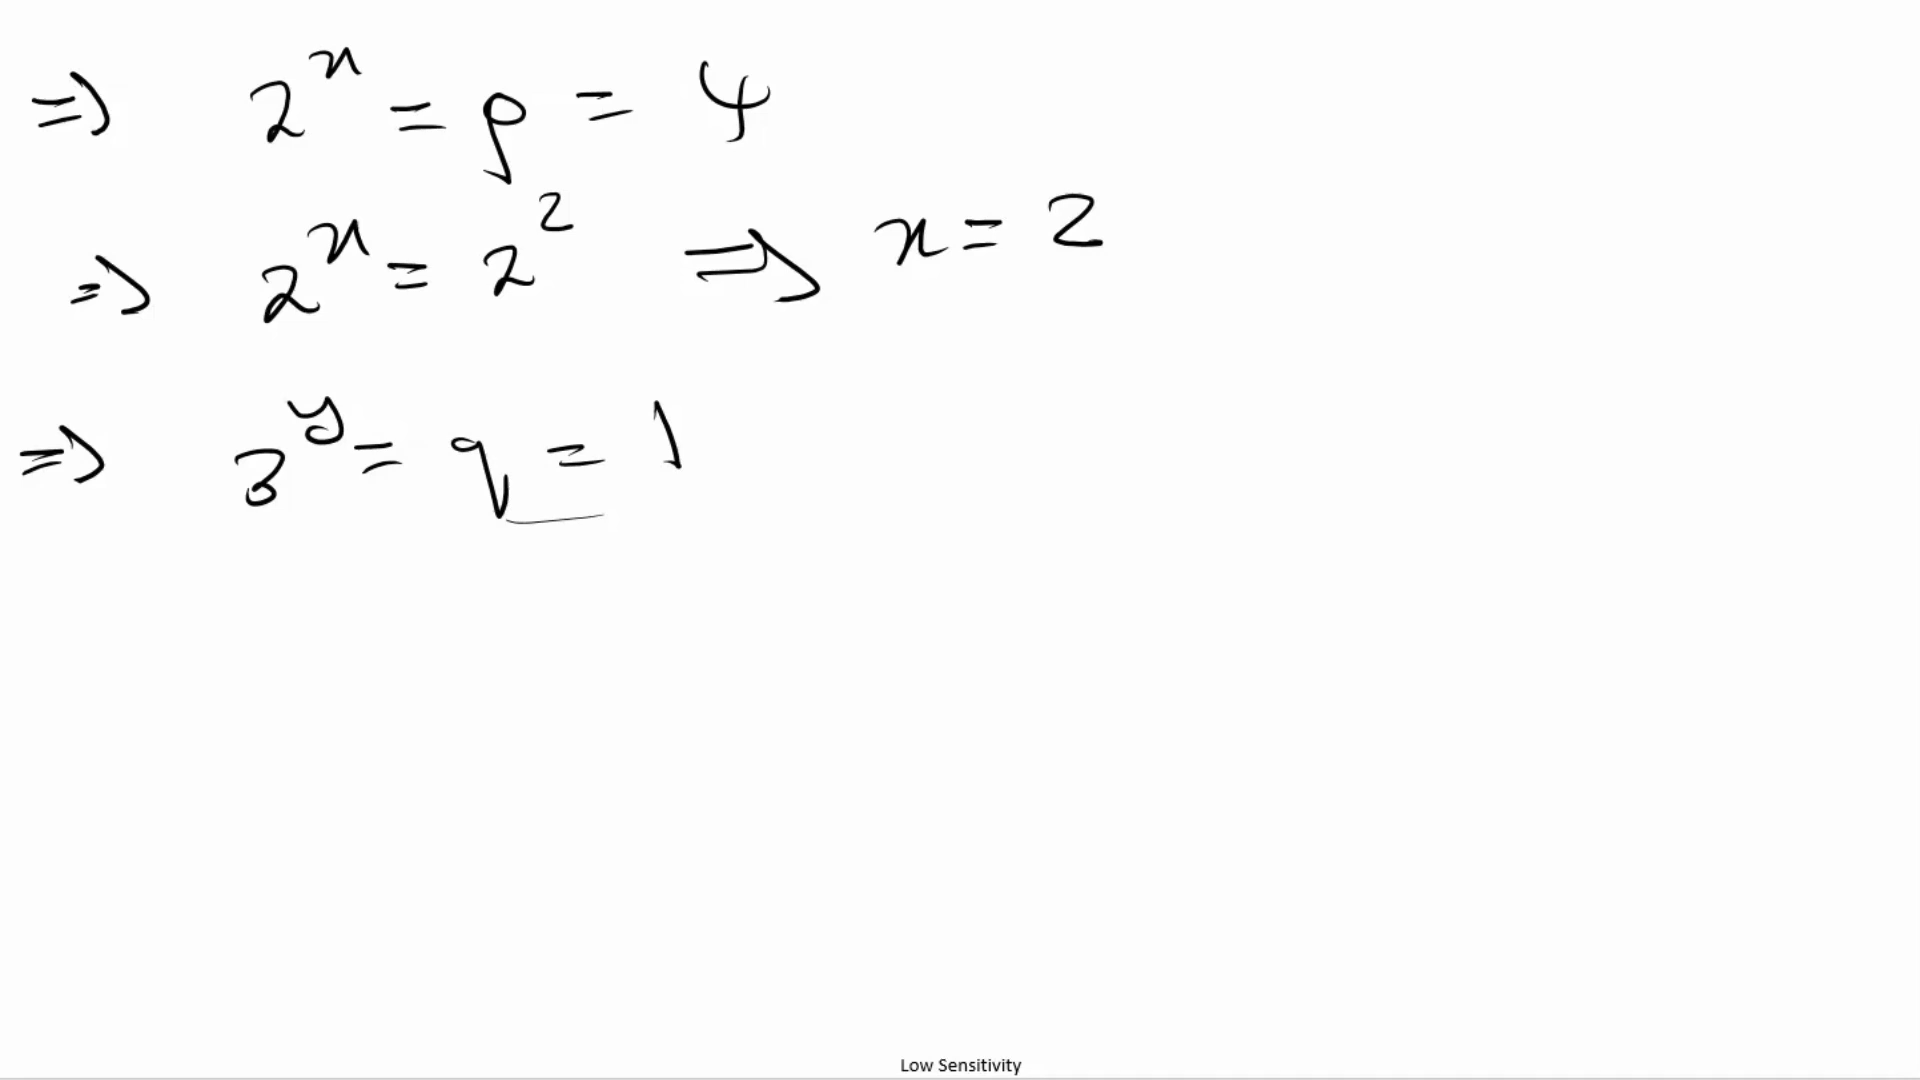 ⇒ 2^x = p = 4
⇒ 2^x = 2^2 ⇒ x = 2
⇒ 3^y = q = 1
Low Sensitivity